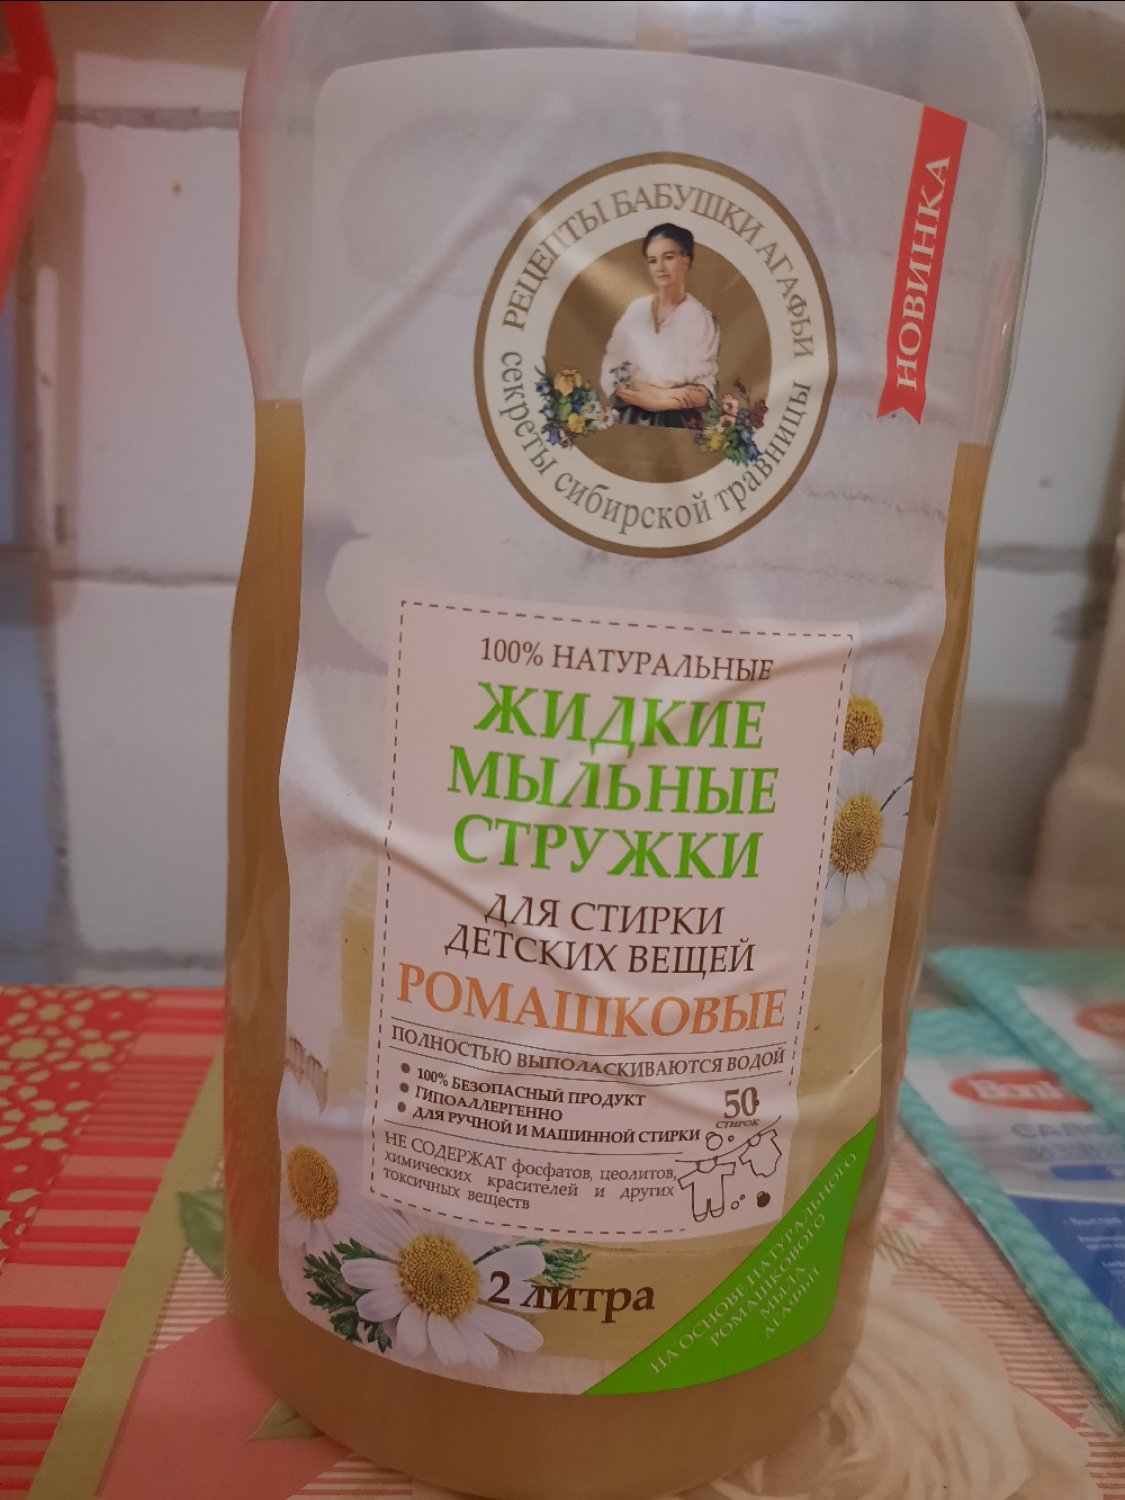 РЕЦЕПТЫ БАБУШКИ АГАФЬИ
секреты сибирской травницы
НОВИНКА
100% НАТУРАЛЬНЫЕ
ЖИДКИЕ
МЫЛЬНЫЕ
СТРУЖКИ
ДЛЯ СТИРКИ
ДЕТСКИХ ВЕЩЕЙ
РОМАШКОВЫЕ
ПОЛНОСТЬЮ ВЫПОЛАСКИВАЮТСЯ ВОДОЙ
• 100% БЕЗОПАСНЫЙ ПРОДУКТ
• ГИПОАЛЛЕРГЕННО
• ДЛЯ РУЧНОЙ И МАШИННОЙ СТИРКИ
50
СТИРОК
НЕ СОДЕРЖАТ фосфатов, цеолитов,
химических красителей и других
токсичных веществ
2 литра
НА ОСНОВЕ НАТУРАЛЬНОГО
РОМАШКОВОГО
МЫЛА
АГАФЬИ